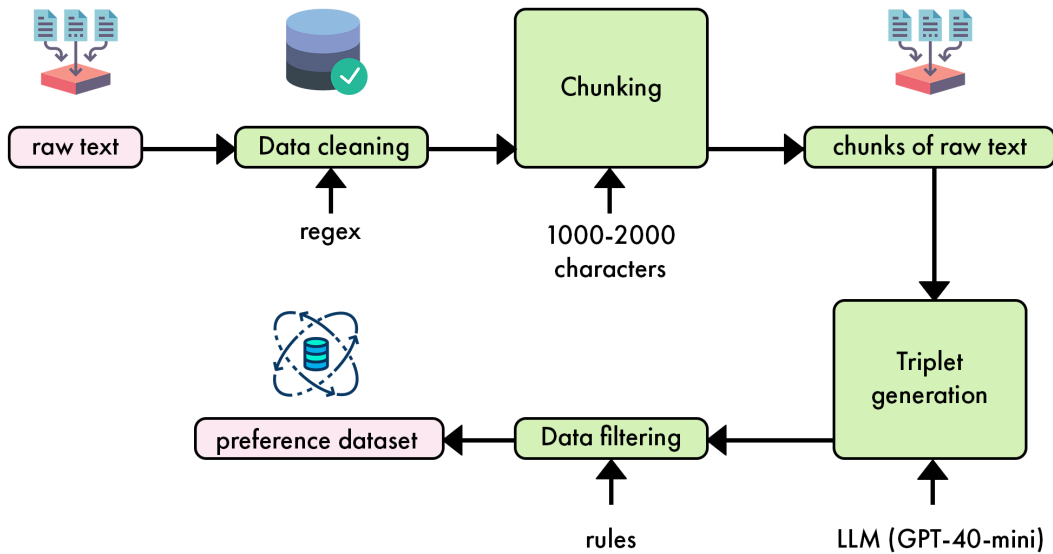 raw text
Data cleaning
Chunking
chunks of raw text
regex
1000-2000
characters
Triplet
generation
preference dataset
Data filtering
rules
LLM (GPT-40-mini)